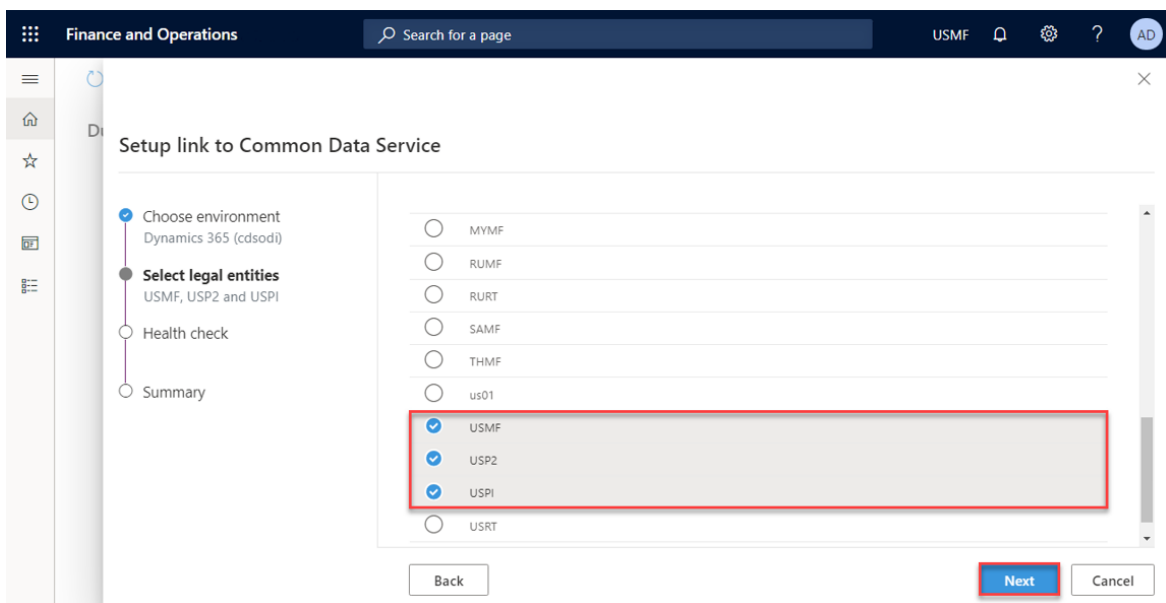 Finance and Operations
Search for a page
USMF
?
AD
Du
Setup link to Common Data Service
Choose environment
Dynamics 365 (cdsodi)
Select legal entities
USMF, USP2 and USPI
Health check
Summary
MYMF
RUMF
RURT
SAMF
THMF
us01
USMF
USP2
USPI
USRT
Back
Next
Cancel